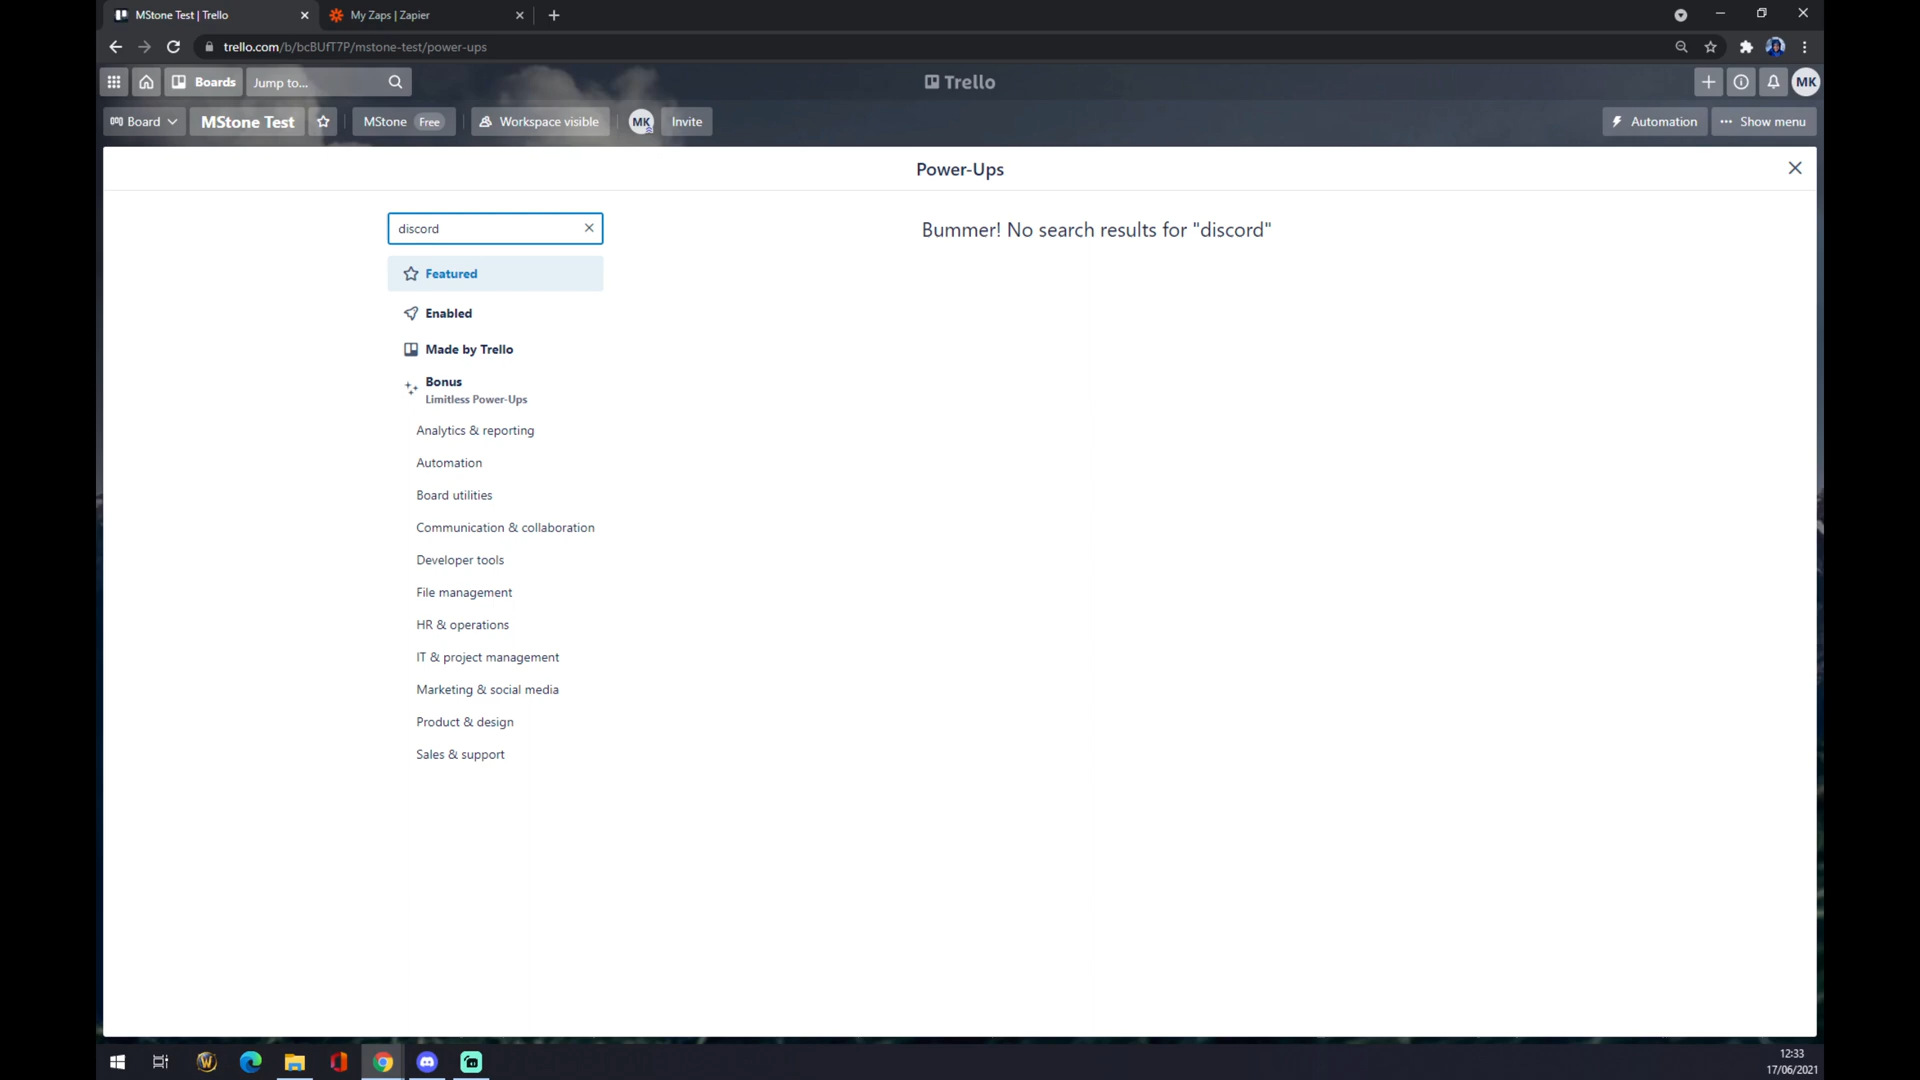 MStone Test | Trello
My Zaps | Zapier
trello.com/b/bcBUfT7P/mstone-test/power-ups
Boards
Jump to...
Trello
MK
Board
MStone Test
MStone Free
Workspace visible
MK
Invite
Automation
Show menu
Power-Ups
discord
Bummer! No search results for "discord"
Featured
Enabled
Made by Trello
Bonus
Limitless Power-Ups
Analytics & reporting
Automation
Board utilities
Communication & collaboration
Developer tools
File management
HR & operations
IT & project management
Marketing & social media
Product & design
Sales & support
12:33
17/06/2021